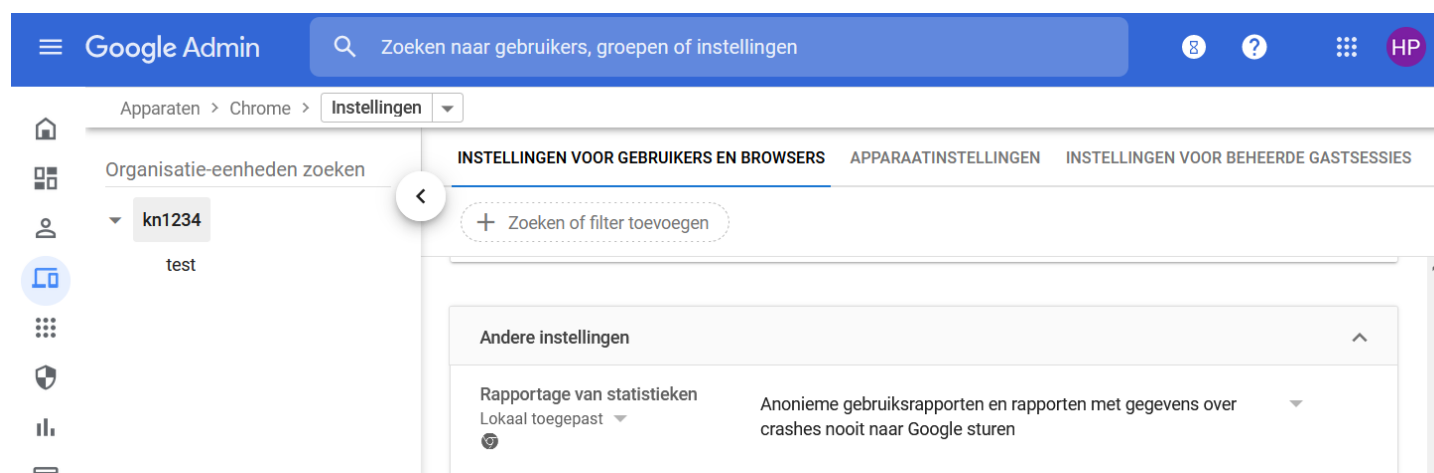 Google Admin
Zoeken naar gebruikers, groepen of instellingen
?
HP
Apparaten > Chrome > Instellingen
Organisatie-eenheden zoeken
kn1234
test
INSTELLINGEN VOOR GEBRUIKERS EN BROWSERS APPARAATINSTELLINGEN INSTELLINGEN VOOR BEHEERDE GASTSESSIES
+ Zoeken of filter toevoegen
Andere instellingen
Rapportage van statistieken
Lokaal toegepast
Anonieme gebruiksrapporten en rapporten met gegevens over
crashes nooit naar Google sturen